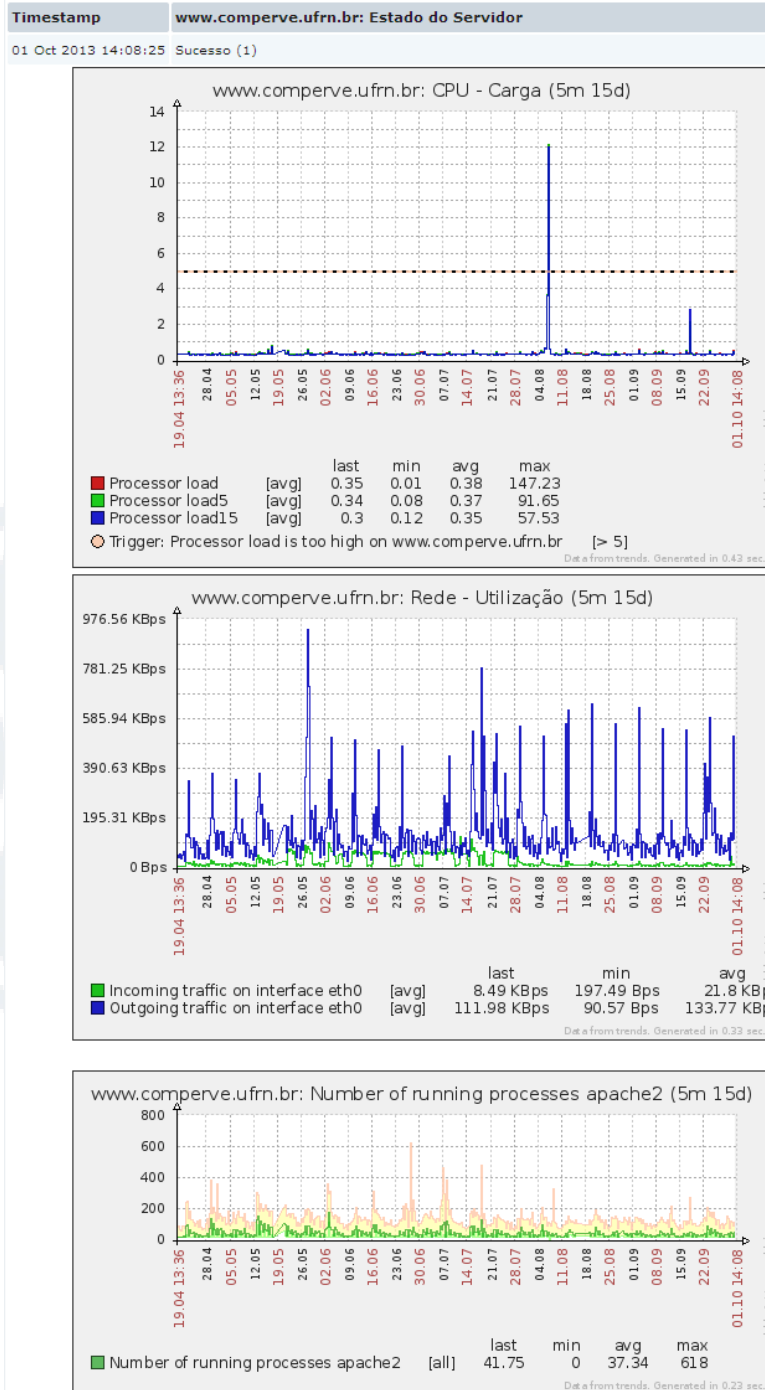 Timestamp www.comperve.ufrn.br: Estado do Servidor
01 Oct 2013 14:08:25 Sucesso (1)
www.comperve.ufrn.br: CPU - Carga (5m 15d)
14
12
10
8
6
4
2
0
19.04 13:36 28.04 05.05 12.05 19.05 26.05 02.06 09.06 16.06 23.06 30.06 07.07 14.07 21.07 28.07 04.08 11.08 18.08 25.08 01.09 08.09 15.09 22.09 01.10 14:08
last min avg max
Processor load [avg] 0.35 0.01 0.38 147.23
Processor load5 [avg] 0.34 0.08 0.37 91.65
Processor load15 [avg] 0.3 0.12 0.35 57.53
Trigger: Processor load is too high on www.comperve.ufrn.br [> 5]
Data from trends. Generated in 0.43 sec.
www.comperve.ufrn.br: Rede - Utilização (5m 15d)
976.56 KBps
781.25 KBps
585.94 KBps
390.63 KBps
195.31 KBps
0 Bps
19.04 13:36 28.04 05.05 12.05 19.05 26.05 02.06 09.06 16.06 23.06 30.06 07.07 14.07 21.07 28.07 04.08 11.08 18.08 25.08 01.09 08.09 15.09 22.09 01.10 14:08
last min avg
Incoming traffic on interface eth0 [avg] 8.49 KBps 197.49 Bps 21.8 KBp
Outgoing traffic on interface eth0 [avg] 111.98 KBps 90.57 Bps 133.77 KBp
Data from trends. Generated in 0.33 sec.
www.comperve.ufrn.br: Number of running processes apache2 (5m 15d)
800
600
400
200
0
19.04 13:36 28.04 05.05 12.05 19.05 26.05 02.06 09.06 16.06 23.06 30.06 07.07 14.07 21.07 28.07 04.08 11.08 18.08 25.08 01.09 08.09 15.09 22.09 01.10 14:08
last min avg max
Number of running processes apache2 [all] 41.75 0 37.34 618
Data from trends. Generated in 0.23 sec.